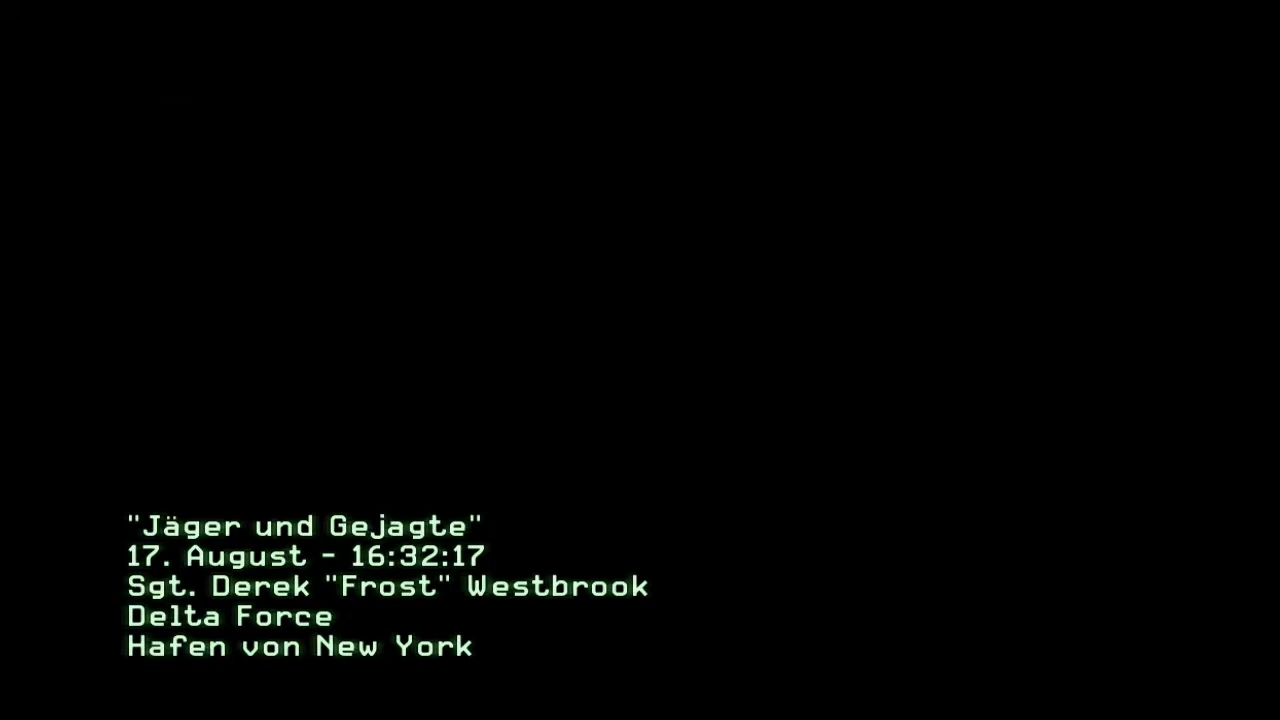 "Jäger und Gejagte"
17. August - 16:32:17
Sgt. Derek "Frost" Westbrook
Delta Force
Hafen von New York